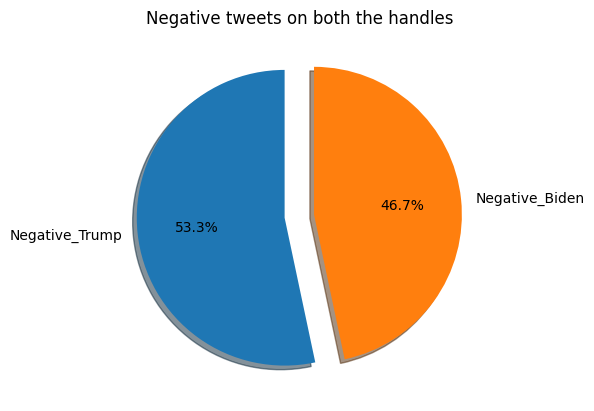 Negative tweets on both the handles
Negative_Biden
46.7%
53.3%
Negative_Trump